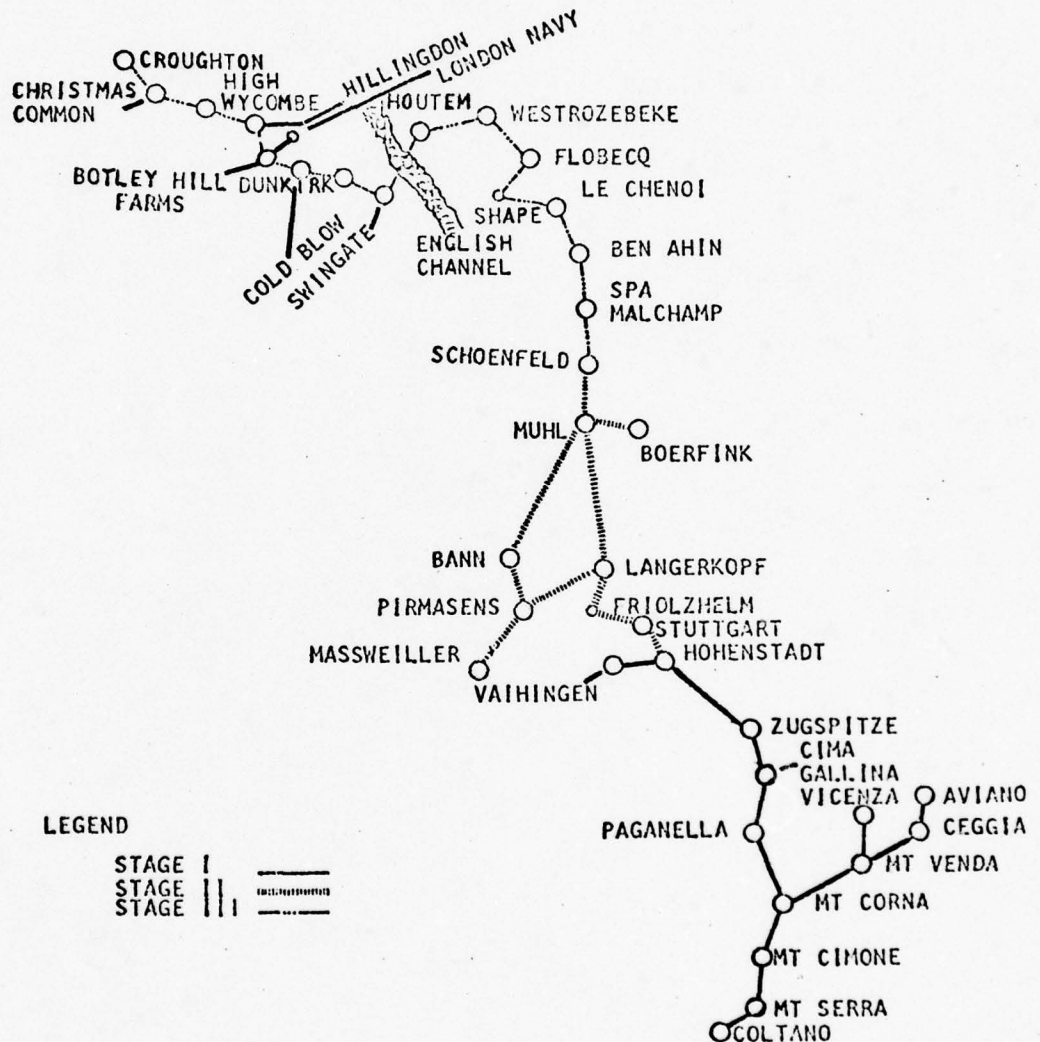 CROUGHTON
CHRISTMAS
COMMON
HIGH
WYCOMBE
HILLINGDON
LONDON NAVY
HOUTEM
WESTROZEBEKE
FLOBECQ
LE CHENOI
BOTLEY HILL
FARMS
DUNKIRK
SHAPE
COLD BLOW
SWINGATE
ENGLISH
CHANNEL
BEN AHIN
SPA
MALCHAMP
SCHOENFELD
MUHL
BOERFINK
BANN
LANGERKOPF
PIRMASENS
FRIOLZHELM
STUTTGART
MASSWEILLER
HOHENSTADT
VAIHINGEN
ZUGSPITZE
CIMA
GALLINA
VICENZA
AVIANO
PAGANELLA
CEGGIA
MT VENDA
MT CORNA
MT CIMONE
MT SERRA
COLTANO
LEGEND
STAGE I
STAGE II
STAGE III